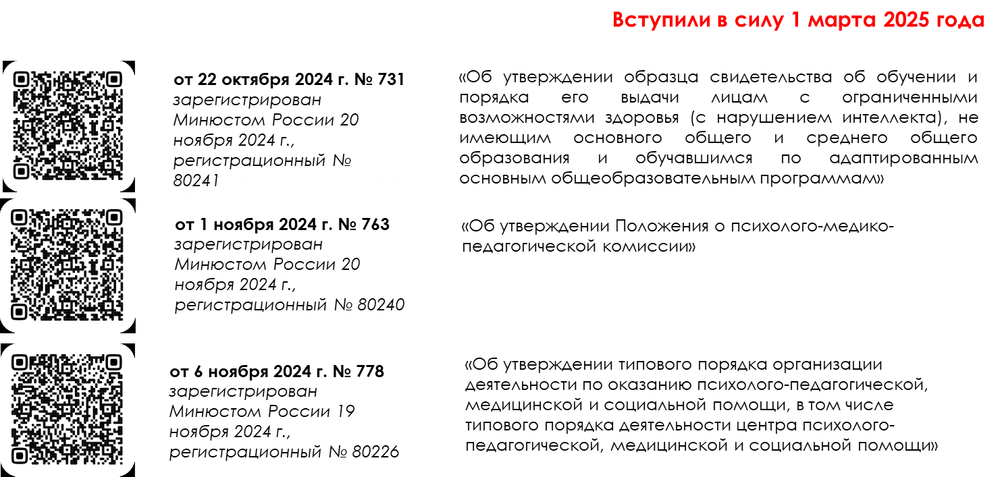 Вступили в силу 1 марта 2025 года
от 22 октября 2024 г. № 731
зарегистрирован
Минюстом России 20
ноября 2024 г.,
регистрационный №
80241
«Об утверждении образца свидетельства об обучении и
порядка его выдачи лицам с ограниченными
возможностями здоровья (с нарушением интеллекта), не
имеющим основного общего и среднего общего
образования и обучавшимся по адаптированным
основным общеобразовательным программам»
от 1 ноября 2024 г. № 763
зарегистрирован
Минюстом России 20
ноября 2024 г.,
регистрационный № 80240
«Об утверждении Положения о психолого-медико-
педагогической комиссии»
от 6 ноября 2024 г. № 778
зарегистрирован
Минюстом России 19
ноября 2024 г.,
регистрационный № 80226
«Об утверждении типового порядка организации
деятельности по оказанию психолого-педагогической,
медицинской и социальной помощи, в том числе
типового порядка деятельности центра психолого-
педагогической, медицинской и социальной помощи»